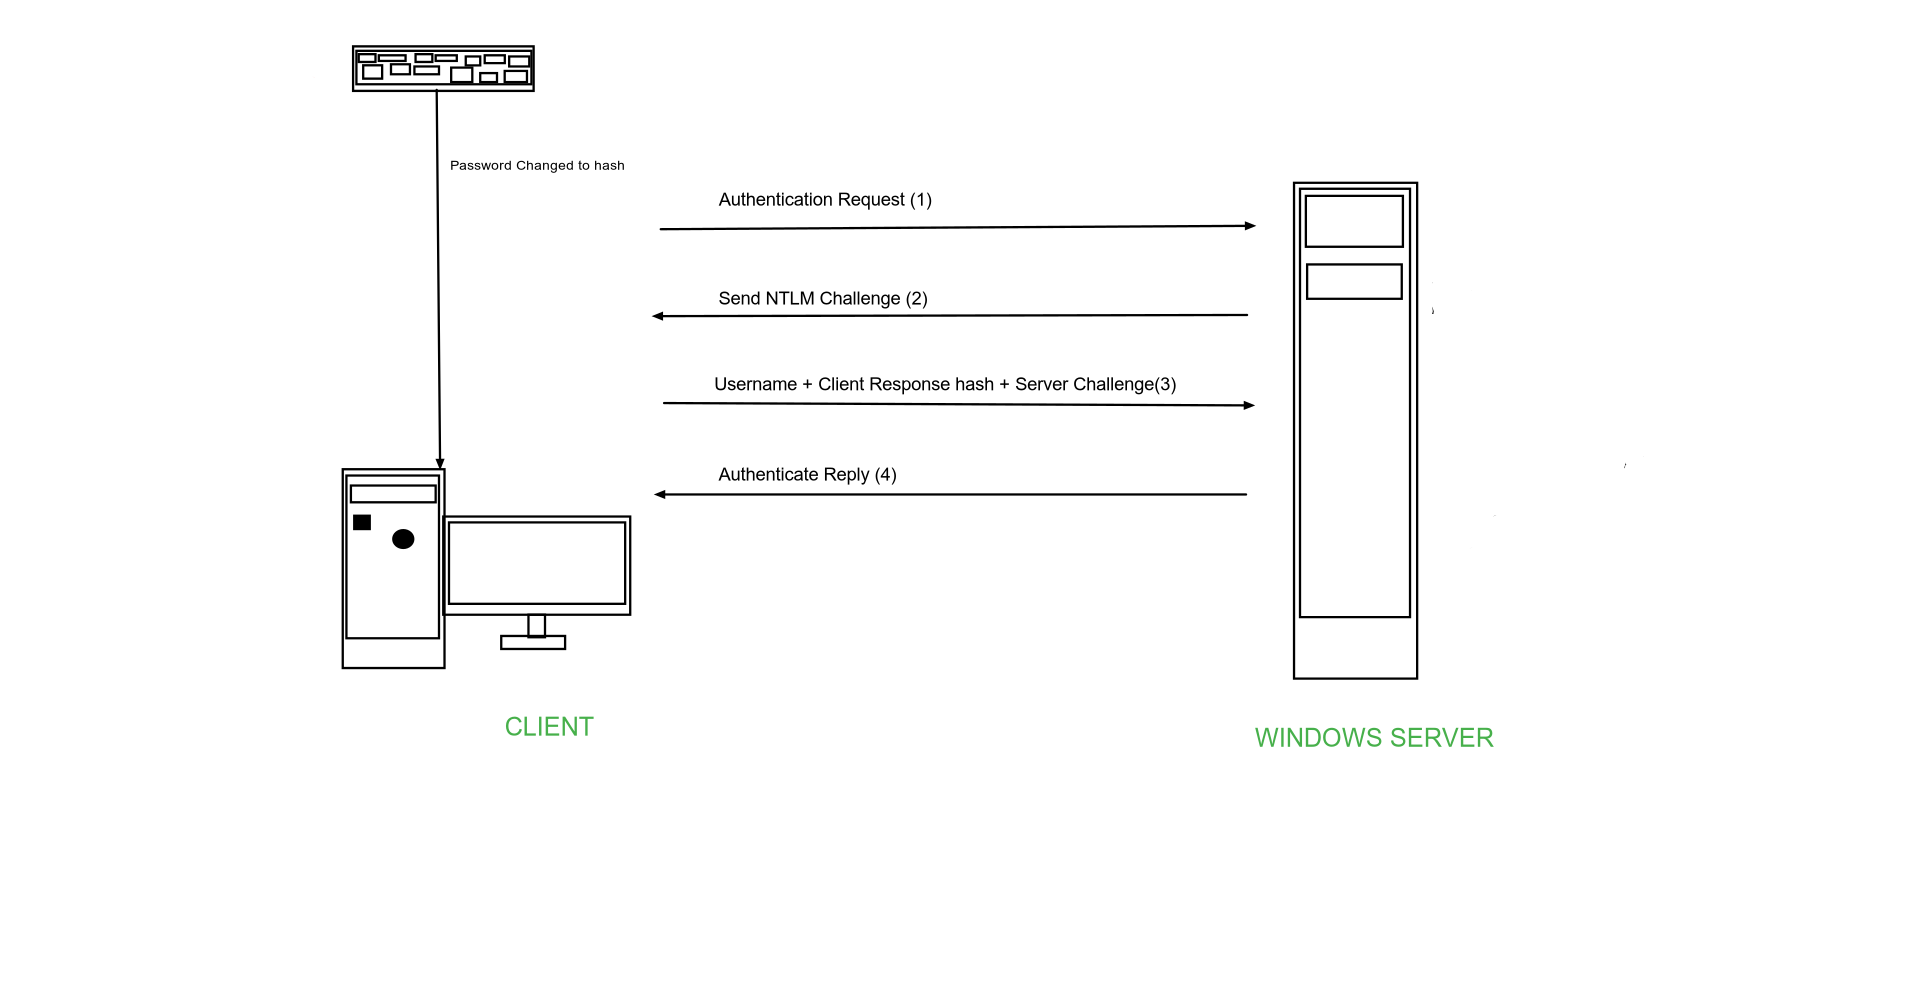 Password Changed to hash
Authentication Request (1)
Send NTLM Challenge (2)
Username + Client Response hash + Server Challenge(3)
Authenticate Reply (4)
CLIENT
WINDOWS SERVER